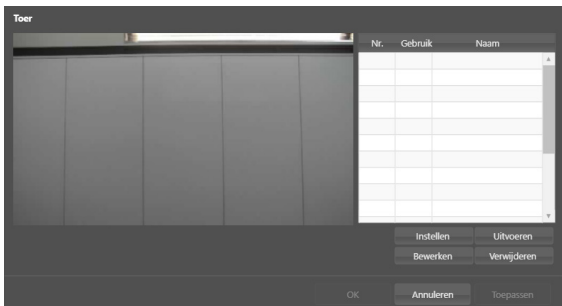 Toer
Nr. Gebruik Naam
Instellen Uitvoeren
Bewerken Verwijderen
OK Annuleren Toepassen